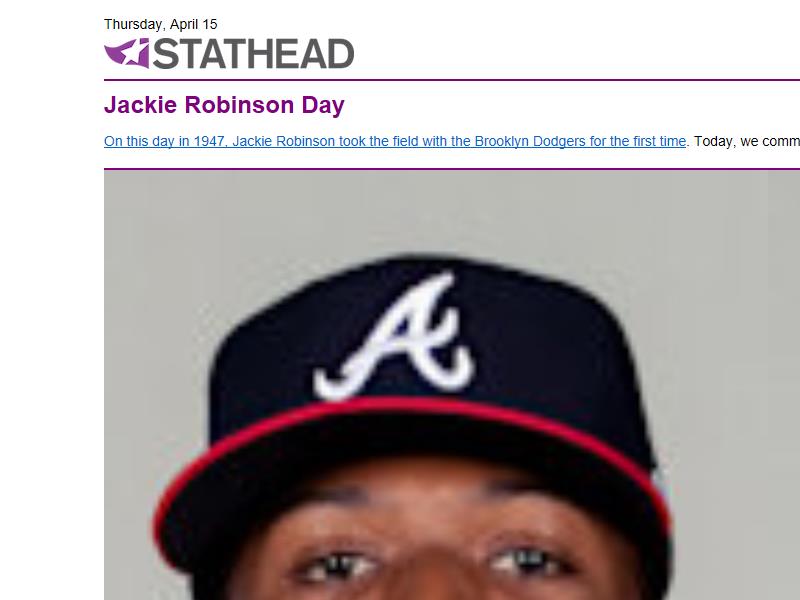 Thursday, April 15
STATHEAD
Jackie Robinson Day
On this day in 1947, Jackie Robinson took the field with the Brooklyn Dodgers for the first time. Today, we comm
A